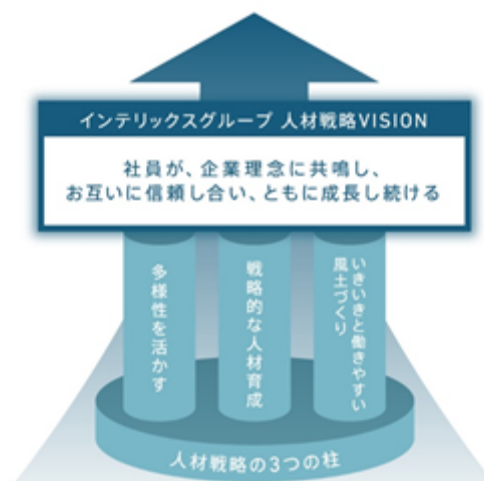 インテリックスグループ 人材戦略VISION
社員が、企業理念に共鳴し、
お互いに信頼し合い、ともに成長し続ける
多様性を活かす
戦略的な人材育成
いきいきと働きやすい
風土づくり
人材戦略の3つの柱